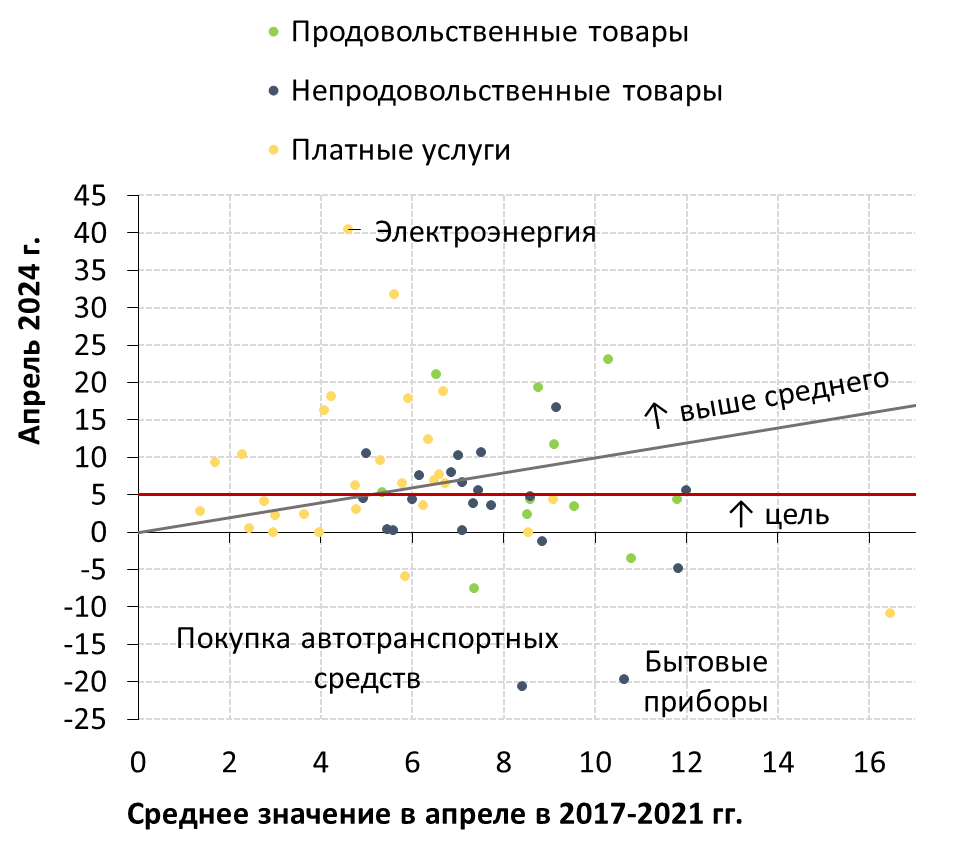 Продовольственные товары
Непродовольственные товары
Платные услуги
Апрель 2024 г.
45
40
35
30
25
20
15
10
5
0
-5
-10
-15
-20
-25
Электроэнергия
↑ выше среднего
↑ цель
Покупка автотранспортных
средств
Бытовые
приборы
0 2 4 6 8 10 12 14 16
Среднее значение в апреле в 2017-2021 гг.